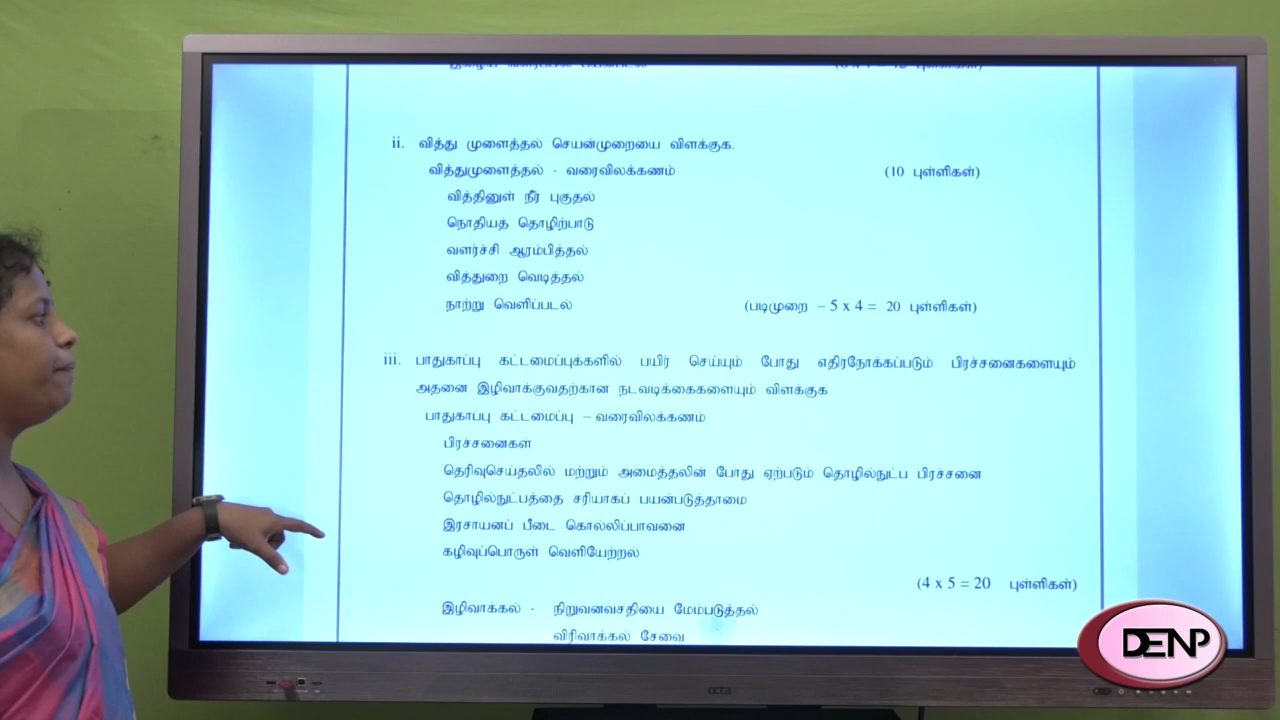 ii. வித்து முளைத்தல் செயன்முறையை விளக்குக.
வித்துமுளைத்தல் - வரைவிலக்கணம் (10 புள்ளிகள்)
வித்தினுள் நீர் புகுதல்
நொதியத் தொழிற்பாடு
வளர்ச்சி ஆரம்பித்தல்
வித்துறை வெடித்தல்
நாற்று வெளிப்படல் (படிமுறை – 5 x 4 = 20 புள்ளிகள்)
iii. பாதுகாப்பு கட்டமைப்புக்களில் பயிர் செய்யும் போது எதிர்நோக்கப்படும் பிரச்சனைகளையும்
அதனை இழிவாக்குவதற்கான நடவடிக்கைகளையும் விளக்குக
பாதுகாபபு கட்டமைப்பு – வரைவிலக்கணம்
பிரச்சனைகள்
தெரிவுசெய்தலில் மற்றும் அமைத்தலின் போது ஏற்படும் தொழில்நுட்ப பிரச்சனை
தொழில்நுட்பத்தை சரியாகப் பயன்படுத்தாமை
இரசாயனப் பீடை கொல்லிப்பாவனை
கழிவுப்பொருள் வெளியேற்றல்
(4 x 5 = 20 புள்ளிகள்)
இழிவாக்கல் - நிறுவனவசதியை மேம்படுத்தல்
விரிவாக்கல் சேவை
DENP
octa